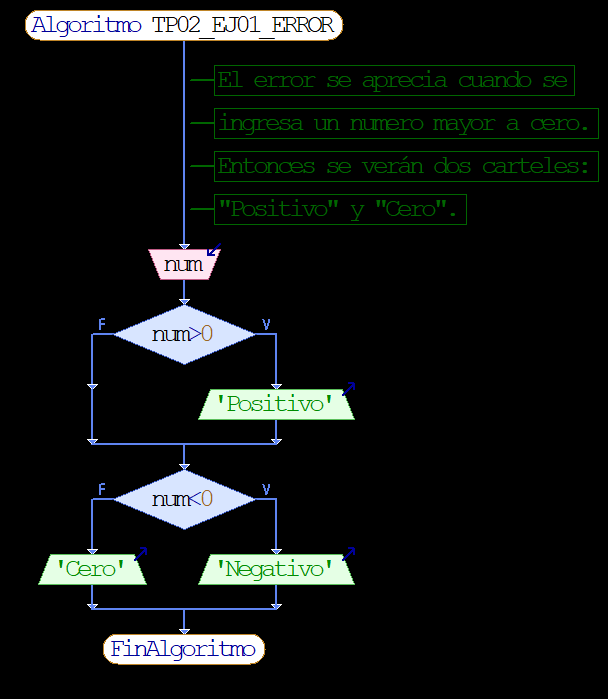 Algoritmo TP02_EJ01_ERROR
El error se aprecia cuando se
ingresa un numero mayor a cero.
Entonces se verán dos carteles:
"Positivo" y "Cero".
num
F
V
num>0
'Positivo'
F
V
num<0
'Cero'
'Negativo'
FinAlgoritmo